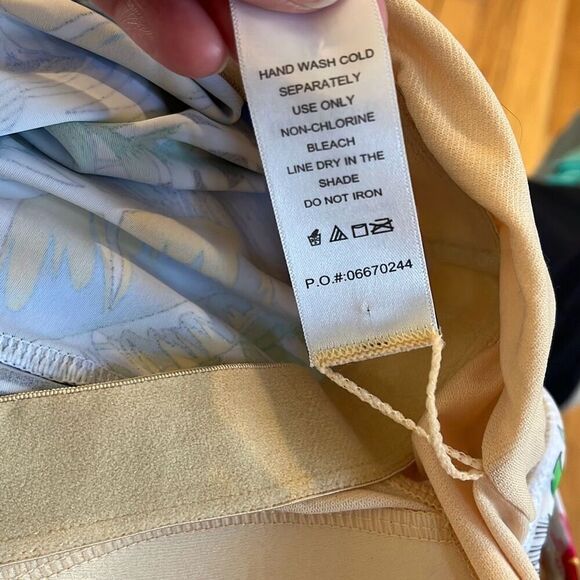 HAND WASH COLD
SEPARATELY
USE ONLY
NON-CHLORINE
BLEACH
LINE DRY IN THE
SHADE
DO NOT IRON
P.O.#:06670244